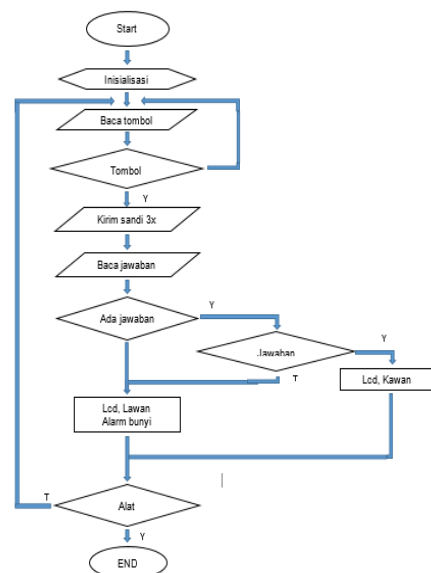 Start
Inisialisasi
Baca tombol
Tombol
Y
Kirim sandi 3x
Baca jawaban
Ada jawaban
Y
Jawaban
Y
T
Lcd, Kawan
Lcd, Lawan
Alarm bunyi
T
Alat
Y
END